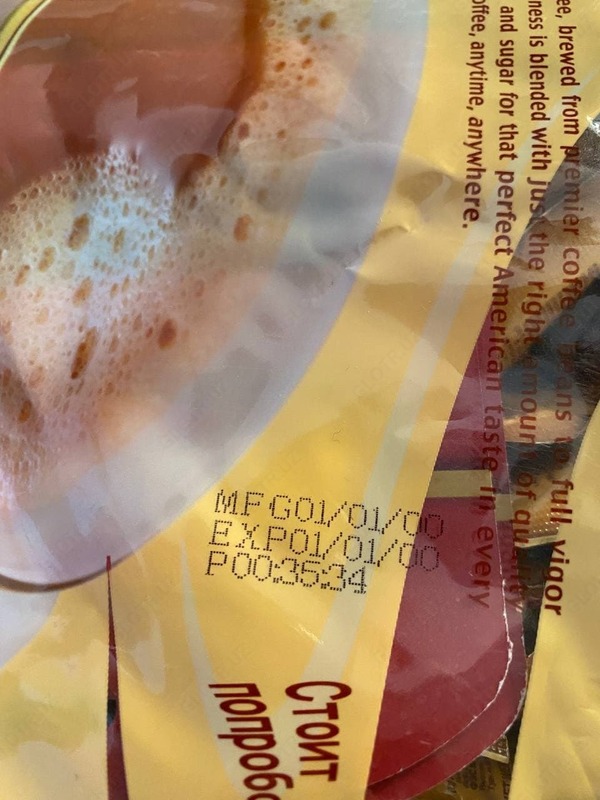 ee, brewed from premier coffee beans to full vigor
ness is blended with just the right amount of quality
and sugar for that perfect American taste in every
offee, anytime, anywhere.
MFG01/01/00
EXP01/01/00
P00:35:34
Стоит
попробо